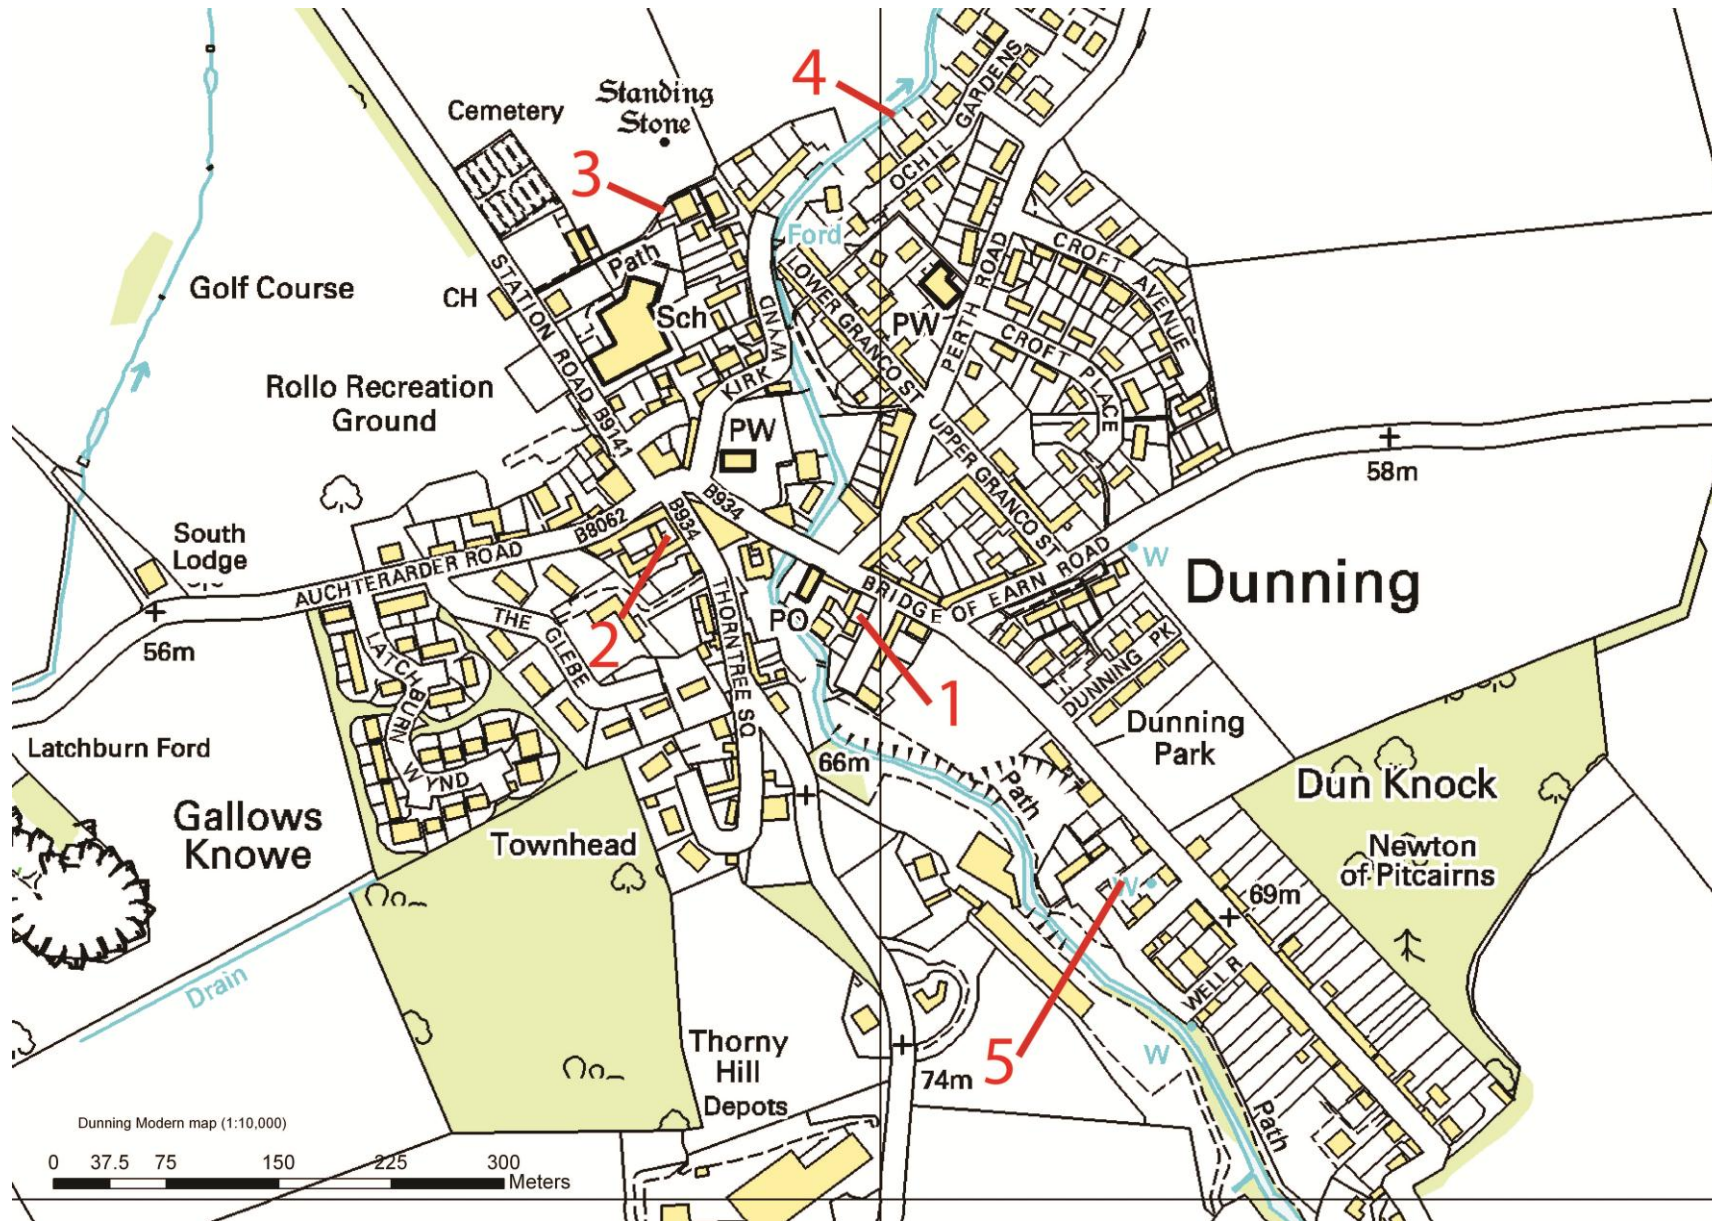 4
Standing
Stone
Cemetery
GARDENS
OCHIL
3
Ford
Path
CROFT AVENUE
STATION ROAD B9141
Golf Course
CH
Sch
LOWER GRANCO ST
PW
PERTH ROAD
KIRK WYND
CROFT PLACE
Rollo Recreation
Ground
PW
UPPER GRANCO ST
58m
B934
B934
South
Lodge
B8062
AUCHTERARDER ROAD
W
Dunning
BRIDGE OF EARN ROAD
THORNTREE SQ
PO
THE GLEBE
2
56m
LATCHBURN WYND
1
DUNNING PK
Dunning
Park
Latchburn Ford
66m
Path
Dun Knock
Gallows
Knowe
Townhead
Newton
of Pitcairns
W
69m
WELL R
Drain
5
W
Thorny
Hill
Depots
74m
Path
Dunning Modern map (1:10,000)
0 37.5 75 150 225 300
Meters